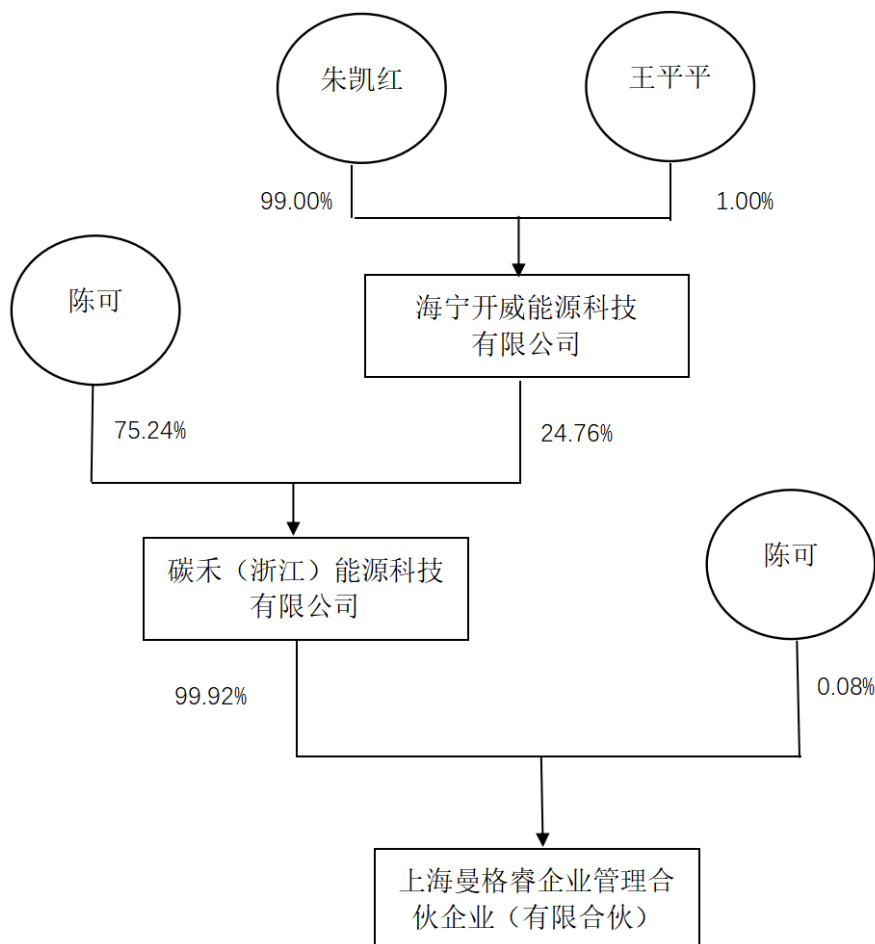 朱凯红
王平平
99.00%
1.00%
陈可
海宁开威能源科技
有限公司
75.24%
24.76%
碳禾（浙江）能源科技
有限公司
陈可
99.92%
0.08%
上海曼格睿企业管理合
伙企业（有限合伙）